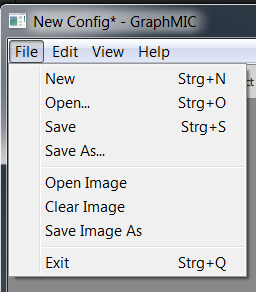 New Config* - GraphMIC
File Edit View Help
New Strg+N
Open... Strg+O
Save Strg+S
Save As...
Open Image
Clear Image
Save Image As
Exit Strg+Q